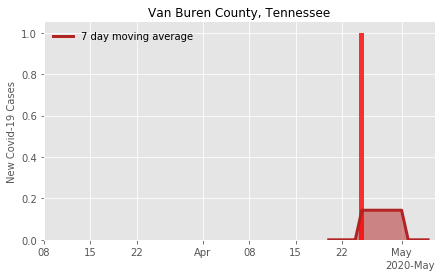 Van Buren County, Tennessee
7 day moving average
New Covid-19 Cases
1.0
0.8
0.6
0.4
0.2
0.0
08 15 22 Apr 08 15 22 May
2020-May